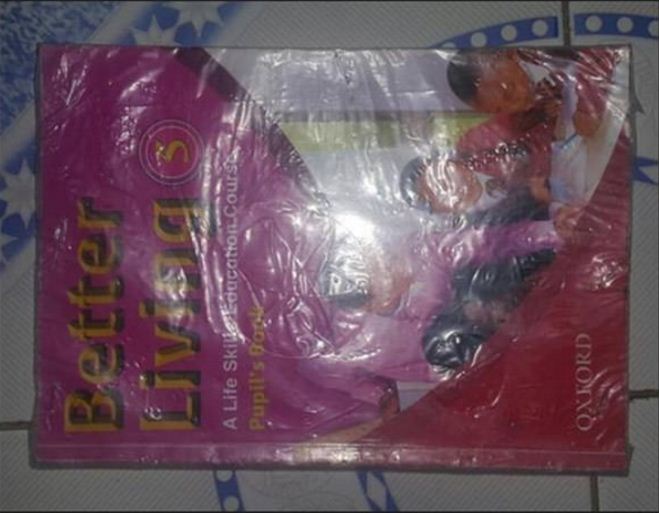 Better
Living
3
A Life Skills Education Course
Pupil's Book
OXFORD